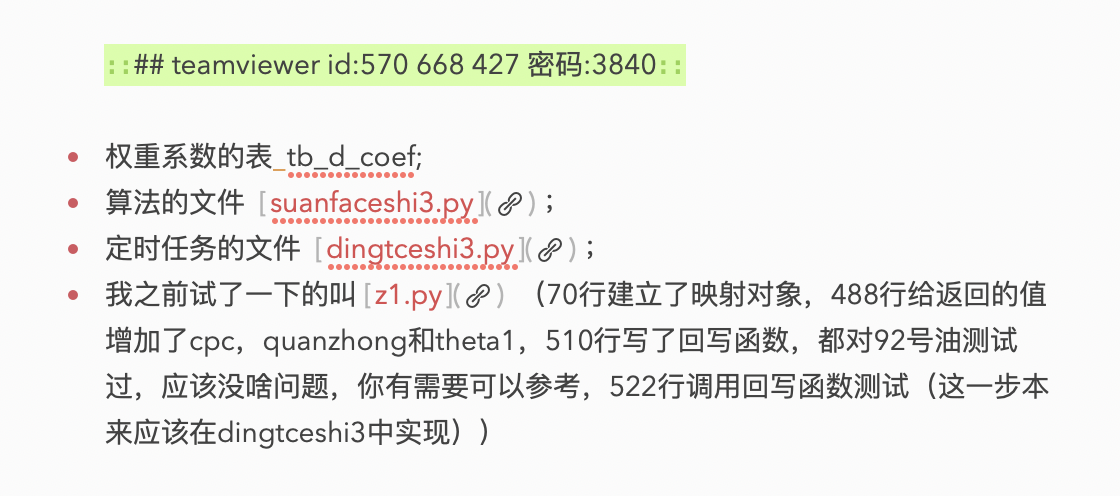 ::## teamviewer id:570 668 427 密码:3840::
权重系数的表_tb_d_coef;
算法的文件 [suanfaceshi3.py]()；
定时任务的文件 [dingtceshi3.py]()；
我之前试了一下的叫[z1.py]() （70行建立了映射对象，488行给返回的值
增加了cpc，quanzhong和theta1，510行写了回写函数，都对92号油测试
过，应该没啥问题，你有需要可以参考，522行调用回写函数测试（这一步本
来应该在dingtceshi3中实现））